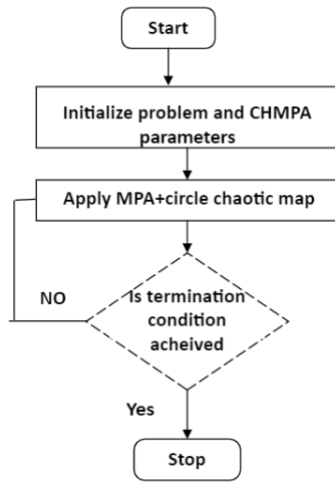 Start
Initialize problem and CHMPA
parameters
Apply MPA+circle chaotic map
NO
Is termination
condition
acheived
Yes
Stop